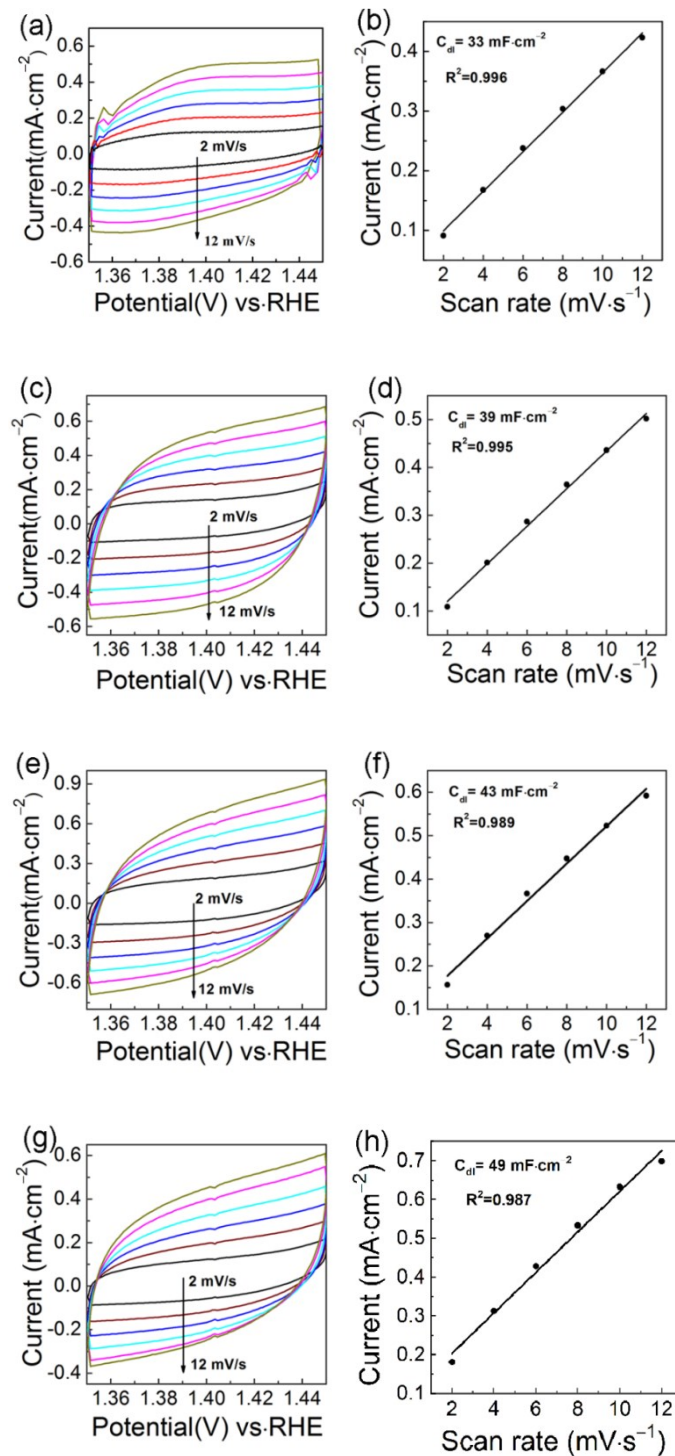 (a)
0.6
0.4
0.2
0.0
-0.2
-0.4
-0.6
Current(mA·cm⁻²)
2 mV/s
12 mV/s
1.36 1.38 1.40 1.42 1.44
Potential(V) vs·RHE
(b)
0.4
0.3
0.2
0.1
Current (mA·cm⁻²)
Cdl= 33 mF·cm⁻²
R²=0.996
2 4 6 8 10 12
Scan rate (mV·s⁻¹)
(c)
0.6
0.4
0.2
0.0
-0.2
-0.4
-0.6
Current(mA·cm⁻²)
2 mV/s
12 mV/s
1.36 1.38 1.40 1.42 1.44
Potential(V) vs·RHE
(d)
0.5
0.4
0.3
0.2
0.1
Current (mA·cm⁻²)
Cdl= 39 mF·cm⁻²
R²=0.995
2 4 6 8 10 12
Scan rate (mV·s⁻¹)
(e)
0.9
0.6
0.3
0.0
-0.3
-0.6
Current(mA·cm⁻²)
2 mV/s
12 mV/s
1.36 1.38 1.40 1.42 1.44
Potential(V) vs·RHE
(f)
0.6
0.5
0.4
0.3
0.2
0.1
Current (mA·cm⁻²)
Cdl= 43 mF·cm⁻²
R²=0.989
2 4 6 8 10 12
Scan rate (mV·s⁻¹)
(g)
0.6
0.4
0.2
0.0
-0.2
-0.4
Current (mA·cm⁻²)
2 mV/s
12 mV/s
1.36 1.38 1.40 1.42 1.44
Potential(V) vs·RHE
(h)
0.7
0.6
0.5
0.4
0.3
0.2
0.1
Current (mA·cm⁻²)
Cdl= 49 mF·cm⁻²
R²=0.987
2 4 6 8 10 12
Scan rate (mV·s⁻¹)